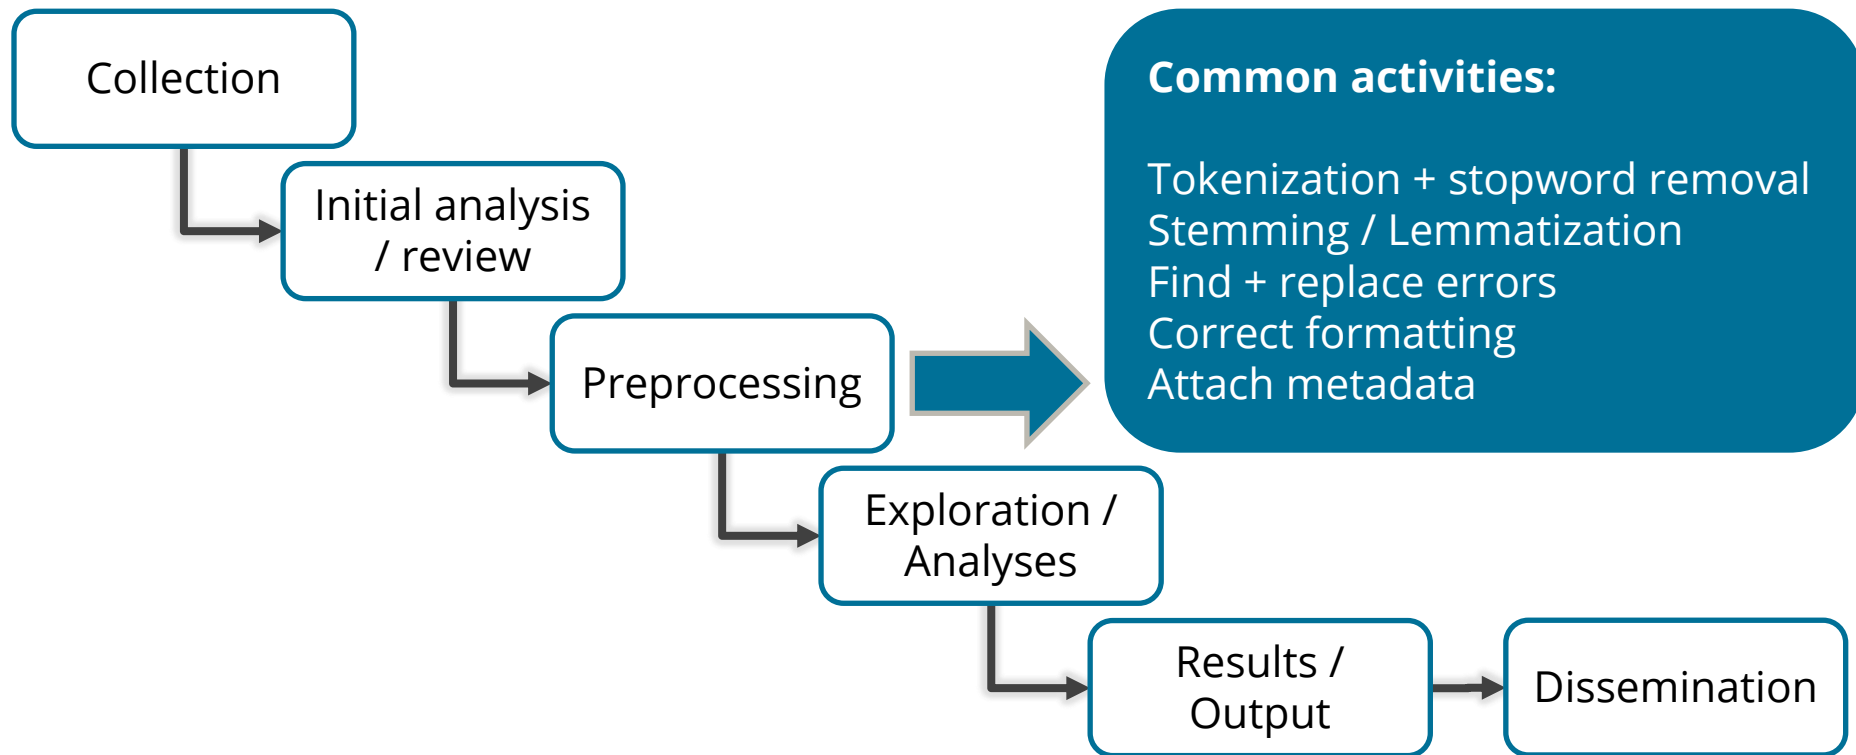 Collection
Initial analysis
/ review
Preprocessing
Exploration /
Analyses
Results /
Output
Dissemination
Common activities:
Tokenization + stopword removal
Stemming / Lemmatization
Find + replace errors
Correct formatting
Attach metadata